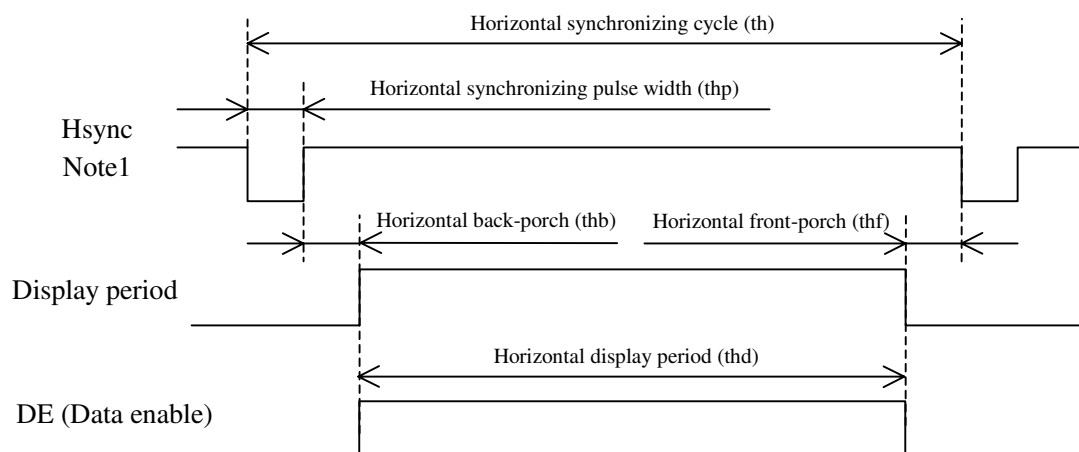 Horizontal synchronizing cycle (th)
Horizontal synchronizing pulse width (thp)
Hsync
Note1
Horizontal back-porch (thb)
Horizontal front-porch (thf)
Display period
Horizontal display period (thd)
DE (Data enable)